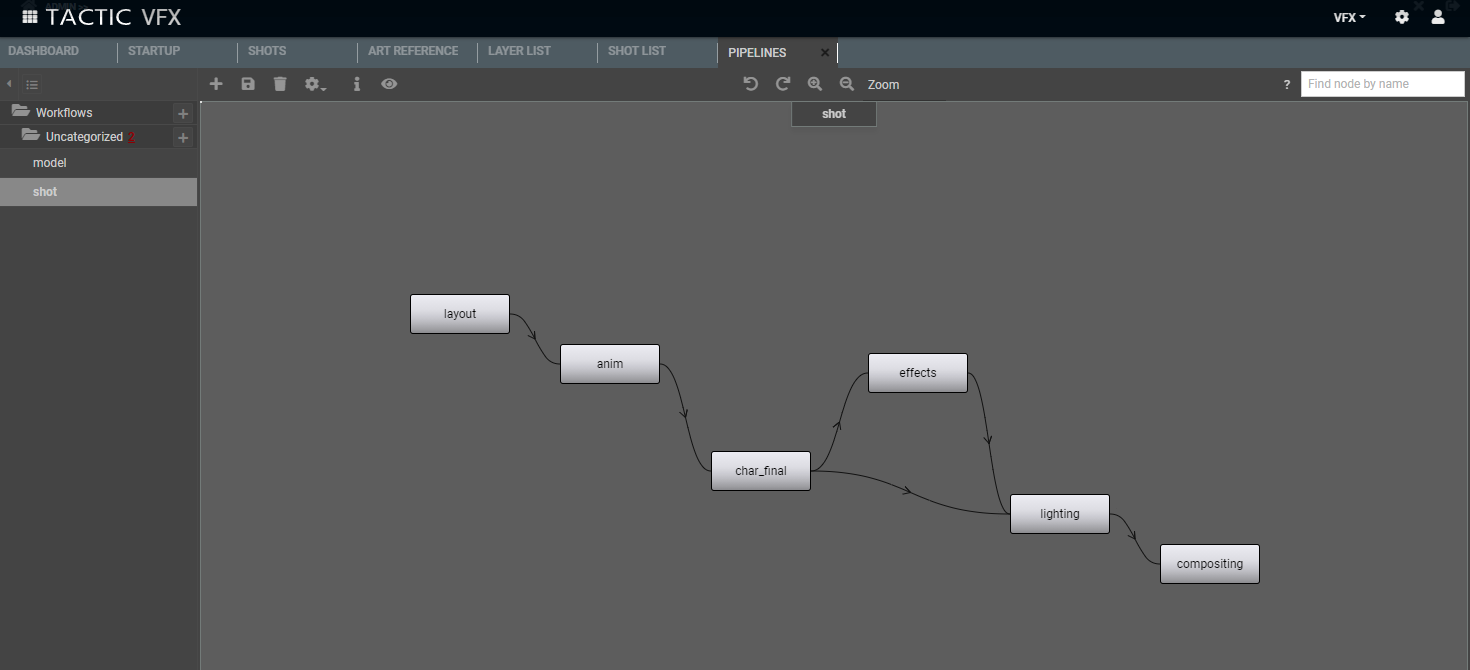 ADMIN
TACTIC VFX
VFX
DASHBOARD STARTUP SHOTS ART REFERENCE LAYER LIST SHOT LIST PIPELINES
Zoom
? Find node by name
Workflows
shot
Uncategorized 2
model
shot
layout
anim
effects
char_final
lighting
compositing